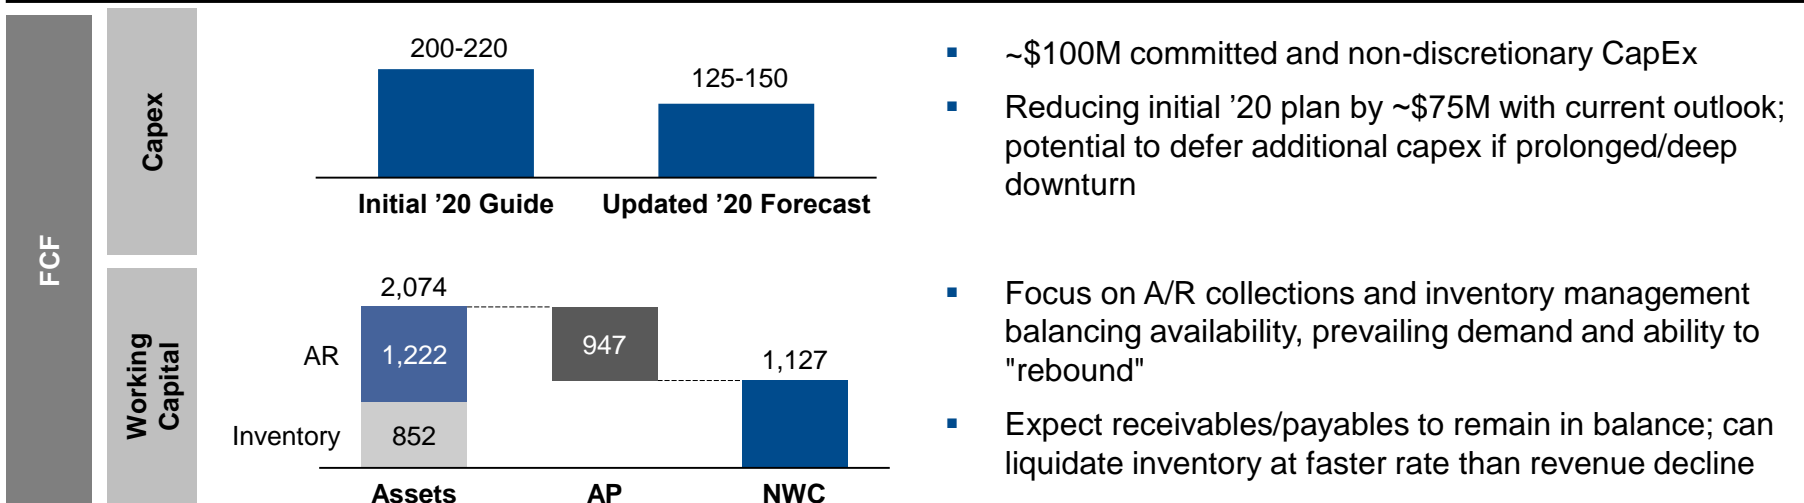 FCF
Capex
200-220
125-150
Initial ’20 Guide
Updated ’20 Forecast
▪ ~$100M committed and non-discretionary CapEx
▪ Reducing initial ’20 plan by ~$75M with current outlook;
potential to defer additional capex if prolonged/deep
downturn
Working
Capital
2,074
AR
1,222
947
1,127
Inventory
852
Assets
AP
NWC
▪ Focus on A/R collections and inventory management
balancing availability, prevailing demand and ability to
"rebound"
▪ Expect receivables/payables to remain in balance; can
liquidate inventory at faster rate than revenue decline